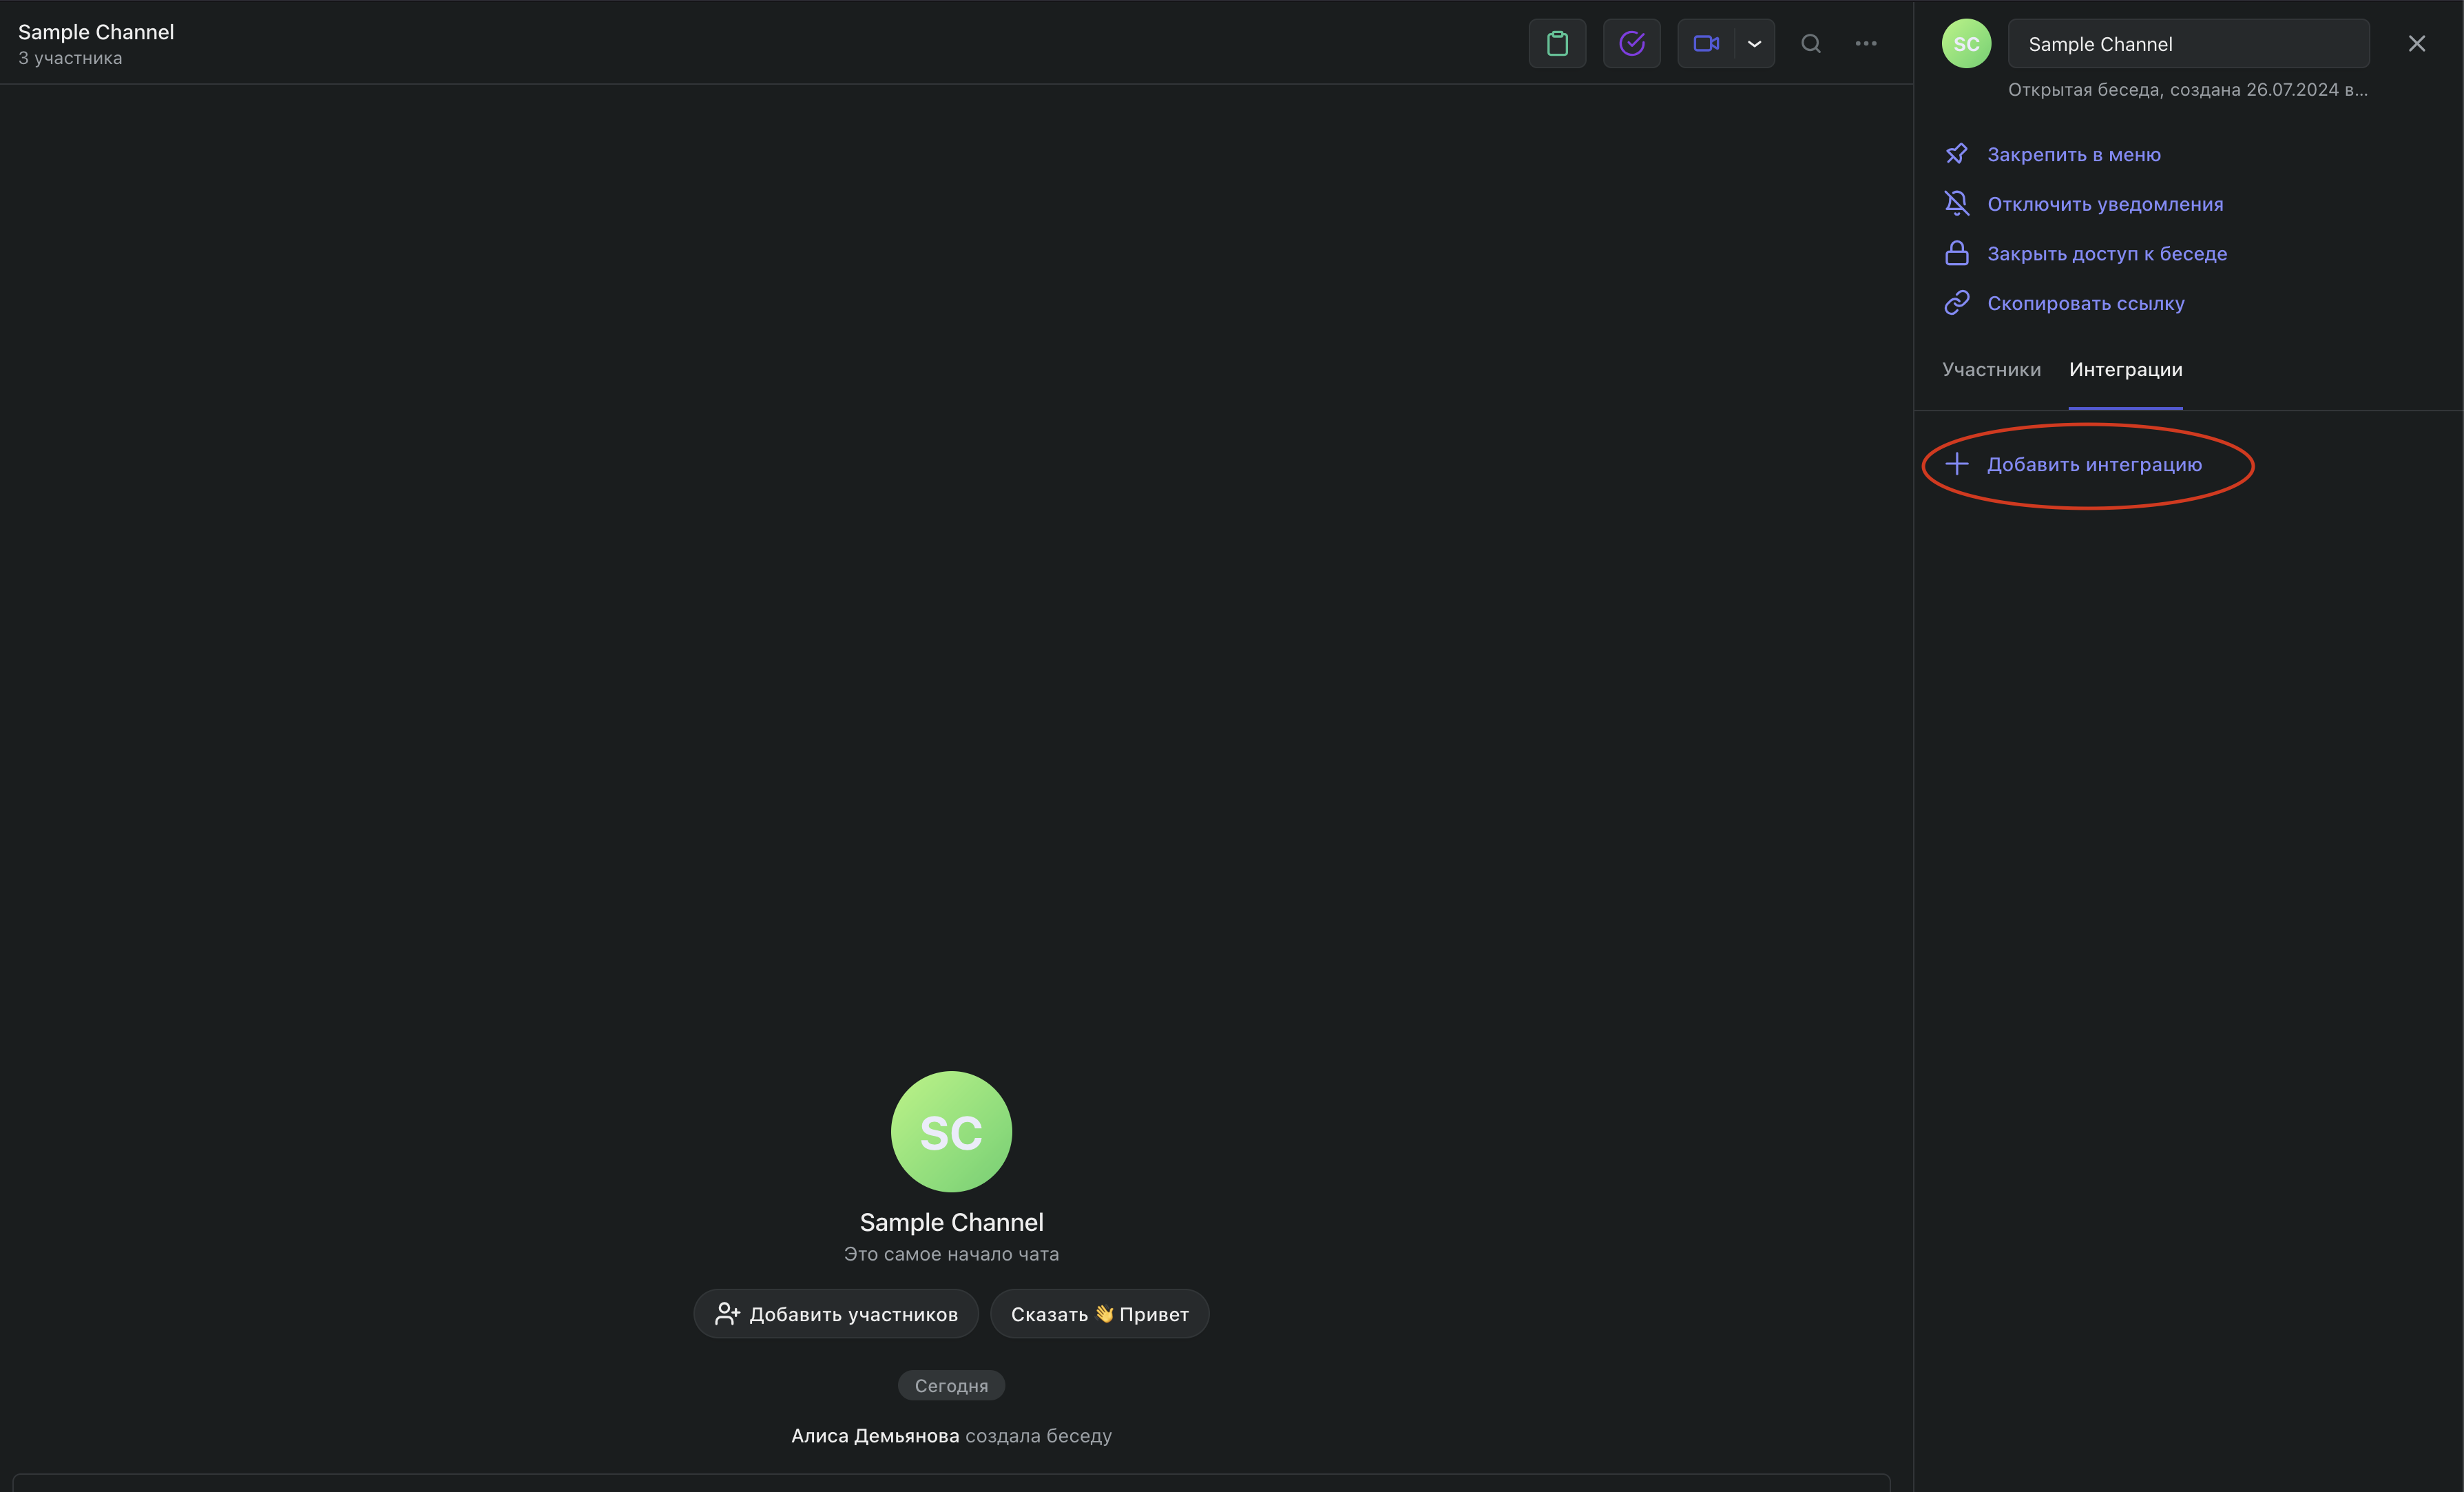 Sample Channel
3 участника
SC
Sample Channel
Открытая беседа, создана 26.07.2024 в...
Закрепить в меню
Отключить уведомления
Закрыть доступ к беседе
Скопировать ссылку
Участники Интеграции
Добавить интеграцию
SC
Sample Channel
Это самое начало чата
Добавить участников Сказать 👋 Привет
Сегодня
Алиса Демьянова создала беседу